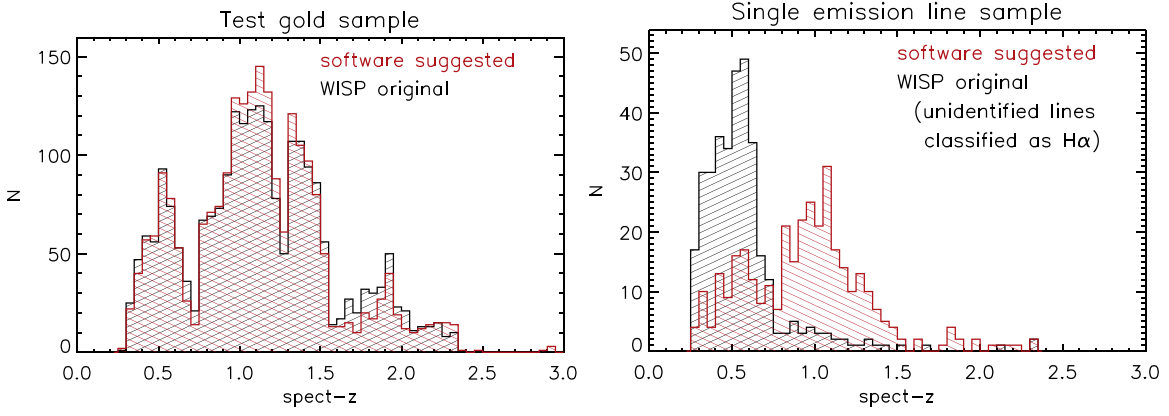 Test gold sample
software suggested
WISP original
N
150
100
50
0
0.0 0.5 1.0 1.5 2.0 2.5 3.0
spect-z
Single emission line sample
software suggested
WISP original
(unidentified lines
classified as Hα)
N
50
40
30
20
10
0
0.0 0.5 1.0 1.5 2.0 2.5 3.0
spect-z